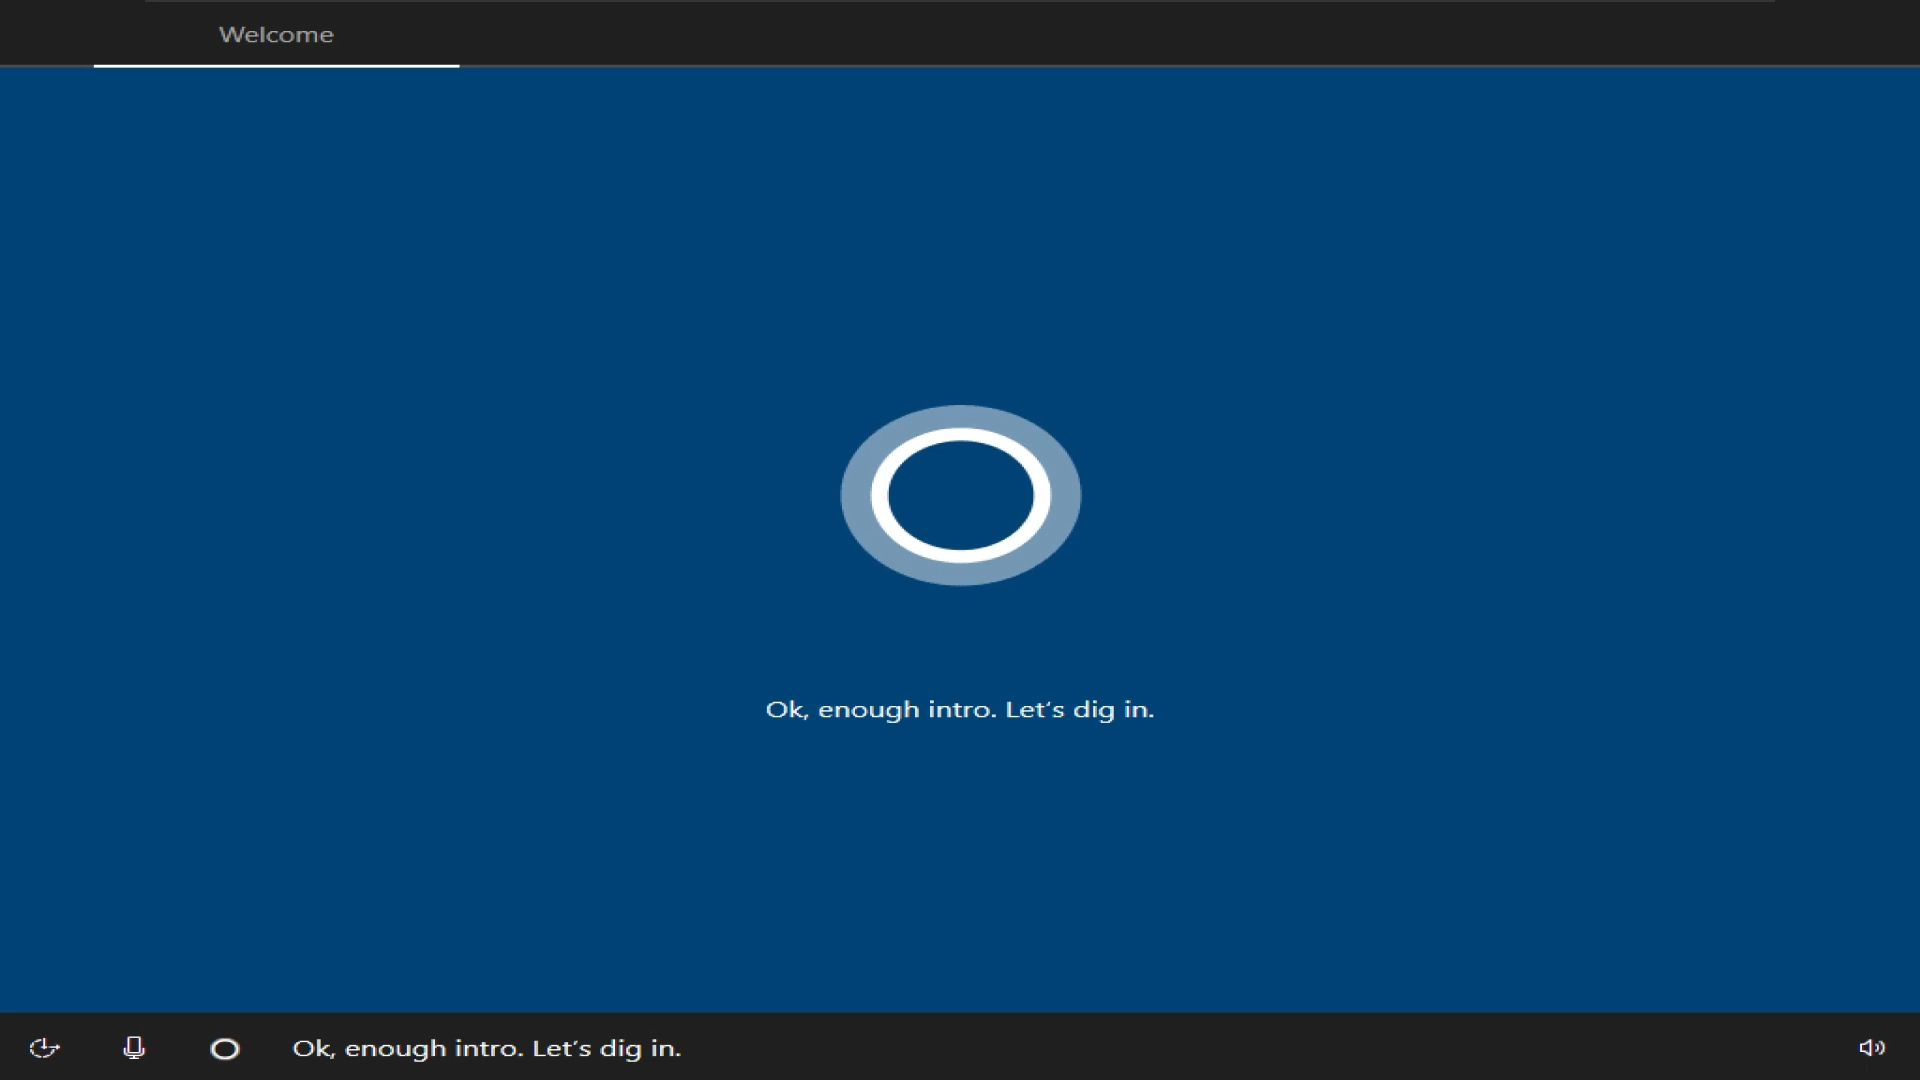 Welcome
Ok, enough intro. Let's dig in.
Ok, enough intro. Let's dig in.